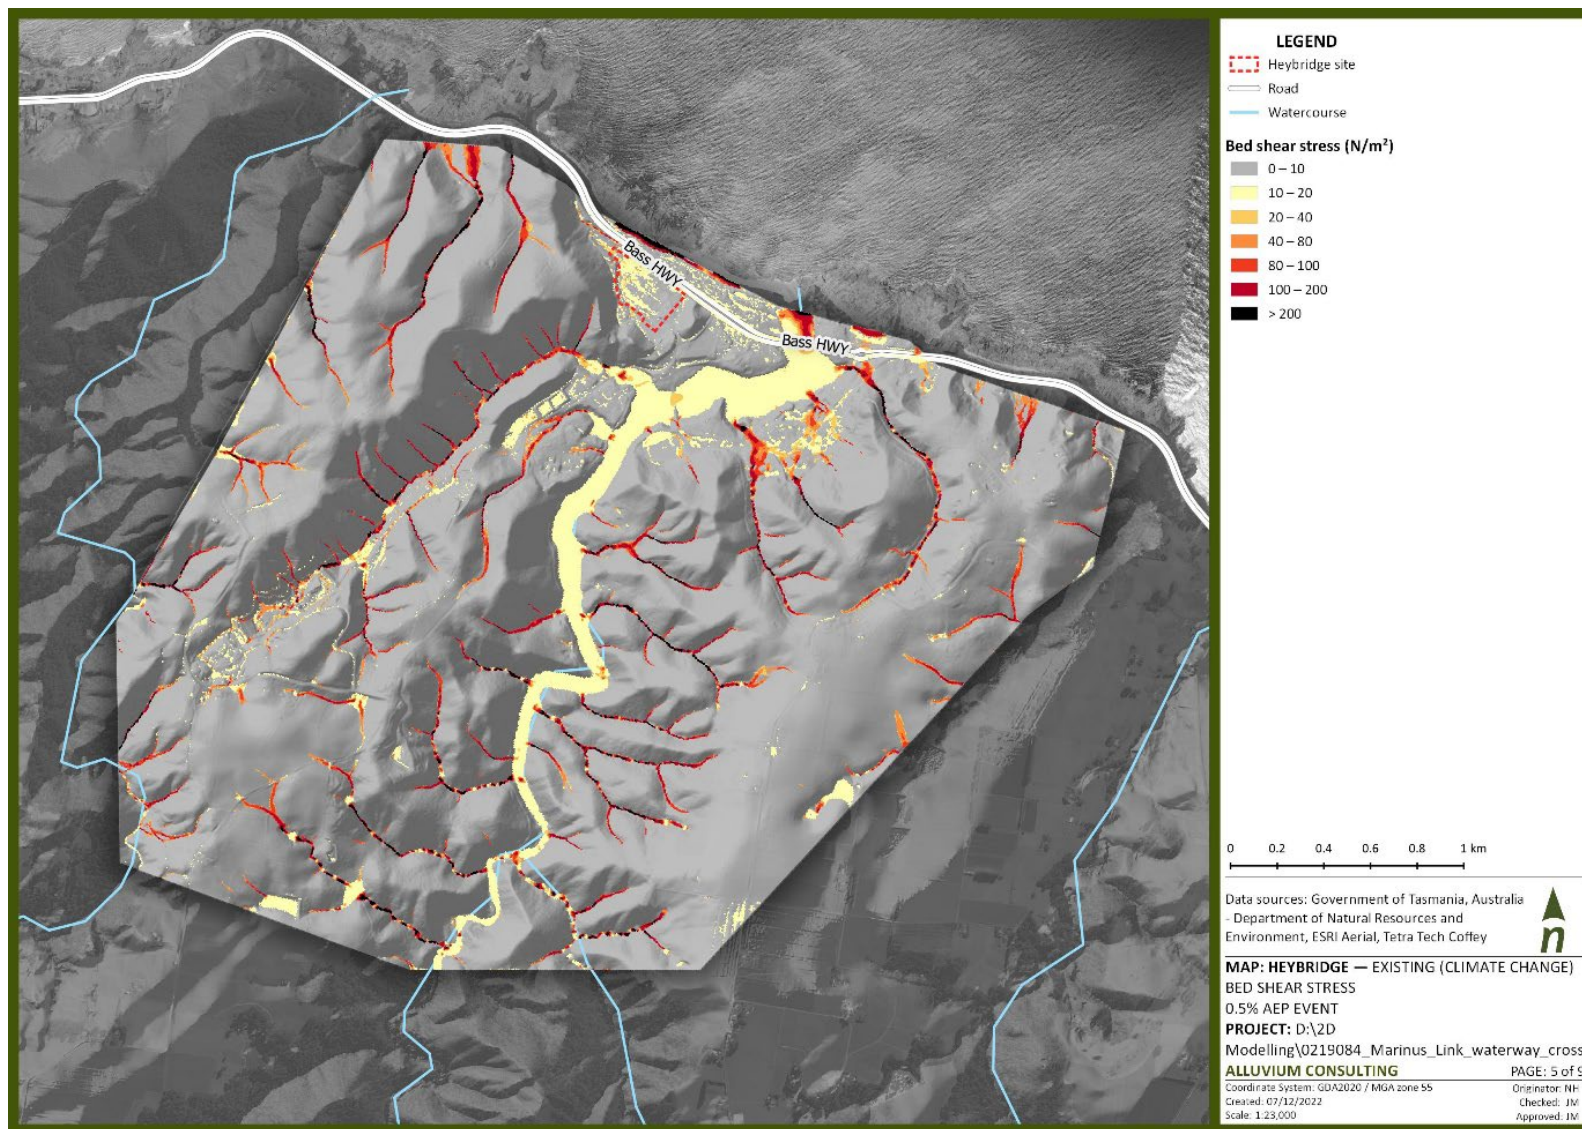 Bass HWY
Bass HWY
LEGEND
Heybridge site
Road
Watercourse
Bed shear stress (N/m²)
0 – 10
10 – 20
20 – 40
40 – 80
80 – 100
100 – 200
> 200
0 0.2 0.4 0.6 0.8 1 km
Data sources: Government of Tasmania, Australia
- Department of Natural Resources and
Environment, ESRI Aerial, Tetra Tech Coffey
n
MAP: HEYBRIDGE — EXISTING (CLIMATE CHANGE)
BED SHEAR STRESS
0.5% AEP EVENT
PROJECT: D:\2D
Modelling\0219084_Marinus_Link_waterway_cross
ALLUVIUM CONSULTING PAGE: 5 of 9
Coordinate System: GDA2020 / MGA zone 55 Originator: NH
Created: 07/12/2022 Checked: JM
Scale: 1:23,000 Approved: JM